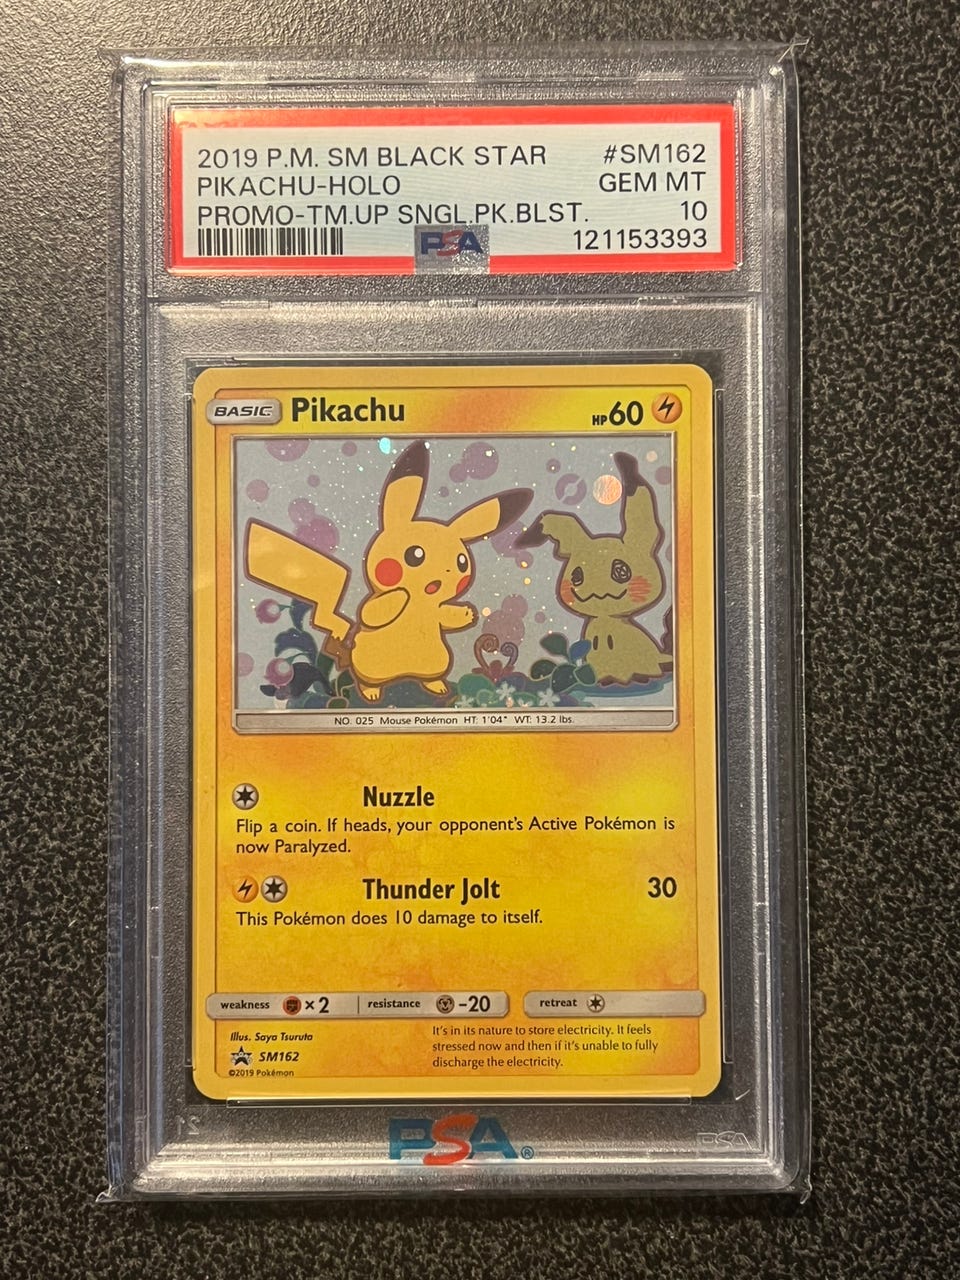 2019 P.M. SM BLACK STAR #SM162
PIKACHU-HOLO GEM MT
PROMO-TM.UP SNGL.PK.BLST. 10
PSA 121153393
BASIC Pikachu HP 60
NO. 025 Mouse Pokémon HT: 1'04" WT: 13.2 lbs.
Nuzzle
Flip a coin. If heads, your opponent's Active Pokémon is
now Paralyzed.
Thunder Jolt 30
This Pokémon does 10 damage to itself.
weakness ×2 resistance -20 retreat
Illus. Saya Tsuruta
SM162
©2019 Pokémon
It's in its nature to store electricity. It feels
stressed now and then if it's unable to fully
discharge the electricity.
PSA®
PSA